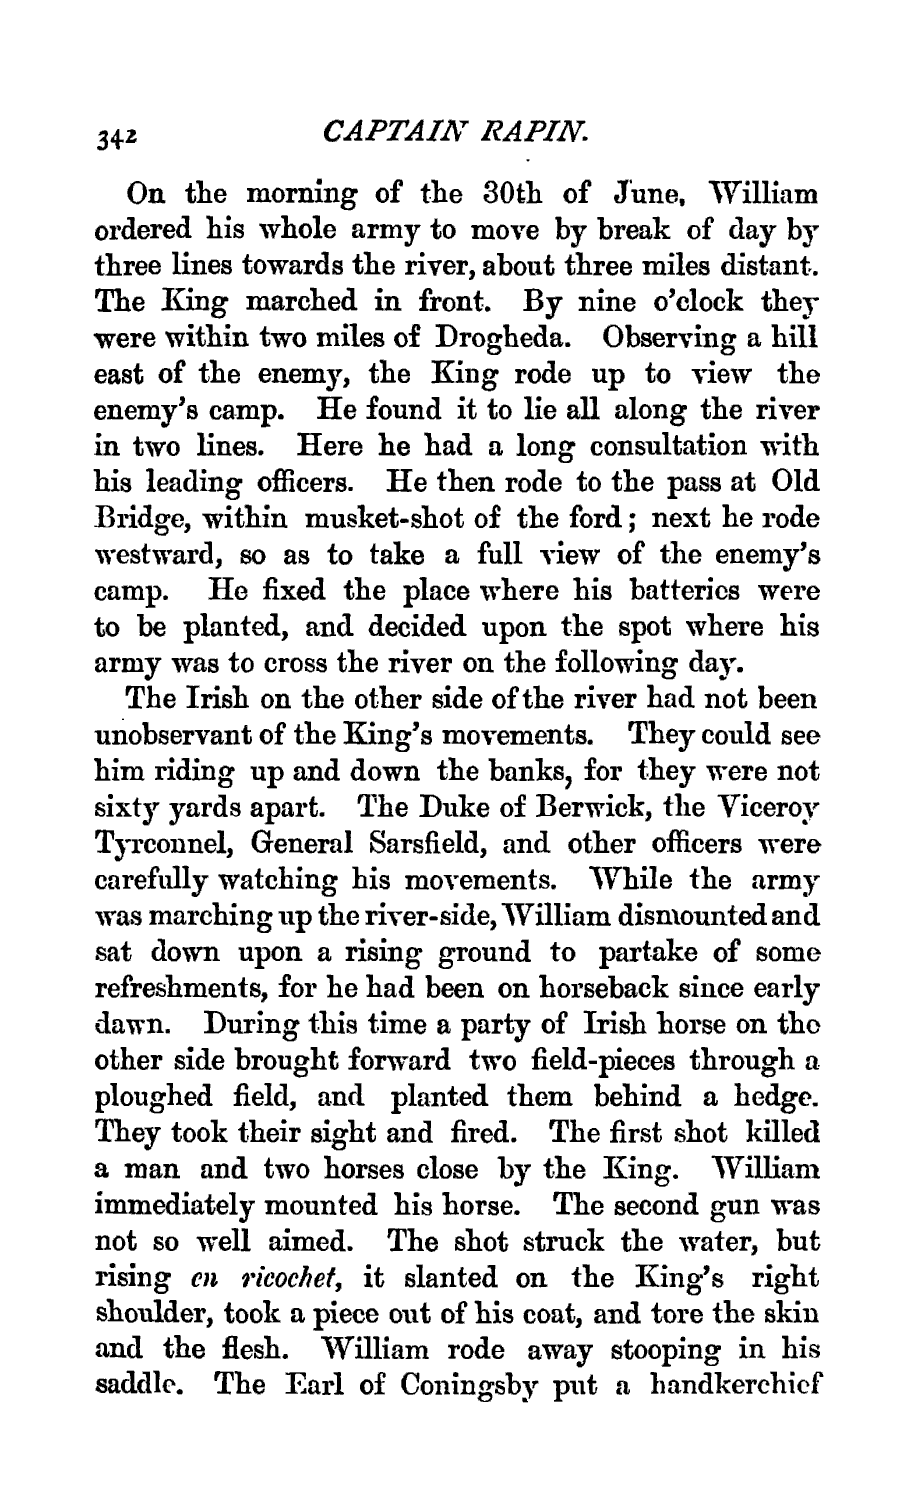 342 CAPTAIN RAPIN.
On the morning of the 30th of June, William
ordered his whole army to move by break of day by
three lines towards the river, about three miles distant.
The King marched in front. By nine o'clock they
were within two miles of Drogheda. Observing a hill
east of the enemy, the King rode up to view the
enemy's camp. He found it to lie all along the river
in two lines. Here he had a long consultation with
his leading officers. He then rode to the pass at Old
Bridge, within musket-shot of the ford; next he rode
westward, so as to take a full view of the enemy's
camp. He fixed the place where his batteries were
to be planted, and decided upon the spot where his
army was to cross the river on the following day.
The Irish on the other side of the river had not been
unobservant of the King's movements. They could see
him riding up and down the banks, for they were not
sixty yards apart. The Duke of Berwick, the Viceroy
Tyrconnel, General Sarsfield, and other officers were
carefully watching his movements. While the army
was marching up the river-side, William dismounted and
sat down upon a rising ground to partake of some
refreshments, for he had been on horseback since early
dawn. During this time a party of Irish horse on the
other side brought forward two field-pieces through a
ploughed field, and planted them behind a hedge.
They took their sight and fired. The first shot killed
a man and two horses close by the King. William
immediately mounted his horse. The second gun was
not so well aimed. The shot struck the water, but
rising en ricochet, it slanted on the King's right
shoulder, took a piece out of his coat, and tore the skin
and the flesh. William rode away stooping in his
saddle. The Earl of Coningsby put a handkerchief